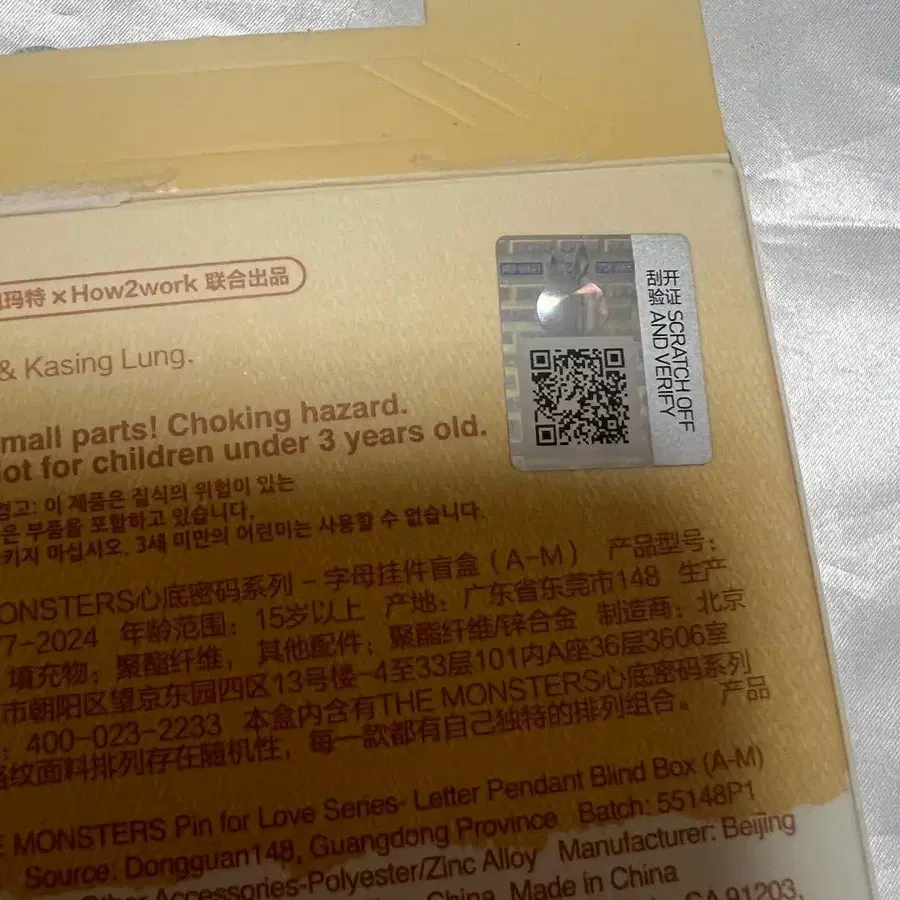 玛特×How2work 联合出品
& Kasing Lung.
开证 SCRATCH OFF
刮验 AND VERIFY
mall parts! Choking hazard.
ot for children under 3 years old.
경고: 이 제품은 질식의 위험이 있는
은 부품을 포함하고 있습니다.
키지 마십시오. 3세 미만의 어린이는 사용할 수 없습니다.
ONSTERS心底密码系列 - 字母挂件盲盒(A-M) 产品型号:
7-2024 年龄范围: 15岁以上 产地: 广东省东莞市148 生产
填充物: 聚酯纤维, 其他配件: 聚酯纤维/锌合金 制造商: 北京
市朝阳区望京东园四区13号楼-4至33层101内A座36层3606室
: 400-023-2233 本盒内含有THE MONSTERS心底密码系列
纹面料排列存在随机性, 每一款都有自己独特的排列组合。 产品
E MONSTERS Pin for Love Series- Letter Pendant Blind Box (A-M)
Source: Dongguan148, Guangdong Province Batch: 55148P1
Other Accessories-Polyester/Zinc Alloy Manufacturer: Beijing
China, Made in China
CA 91203,